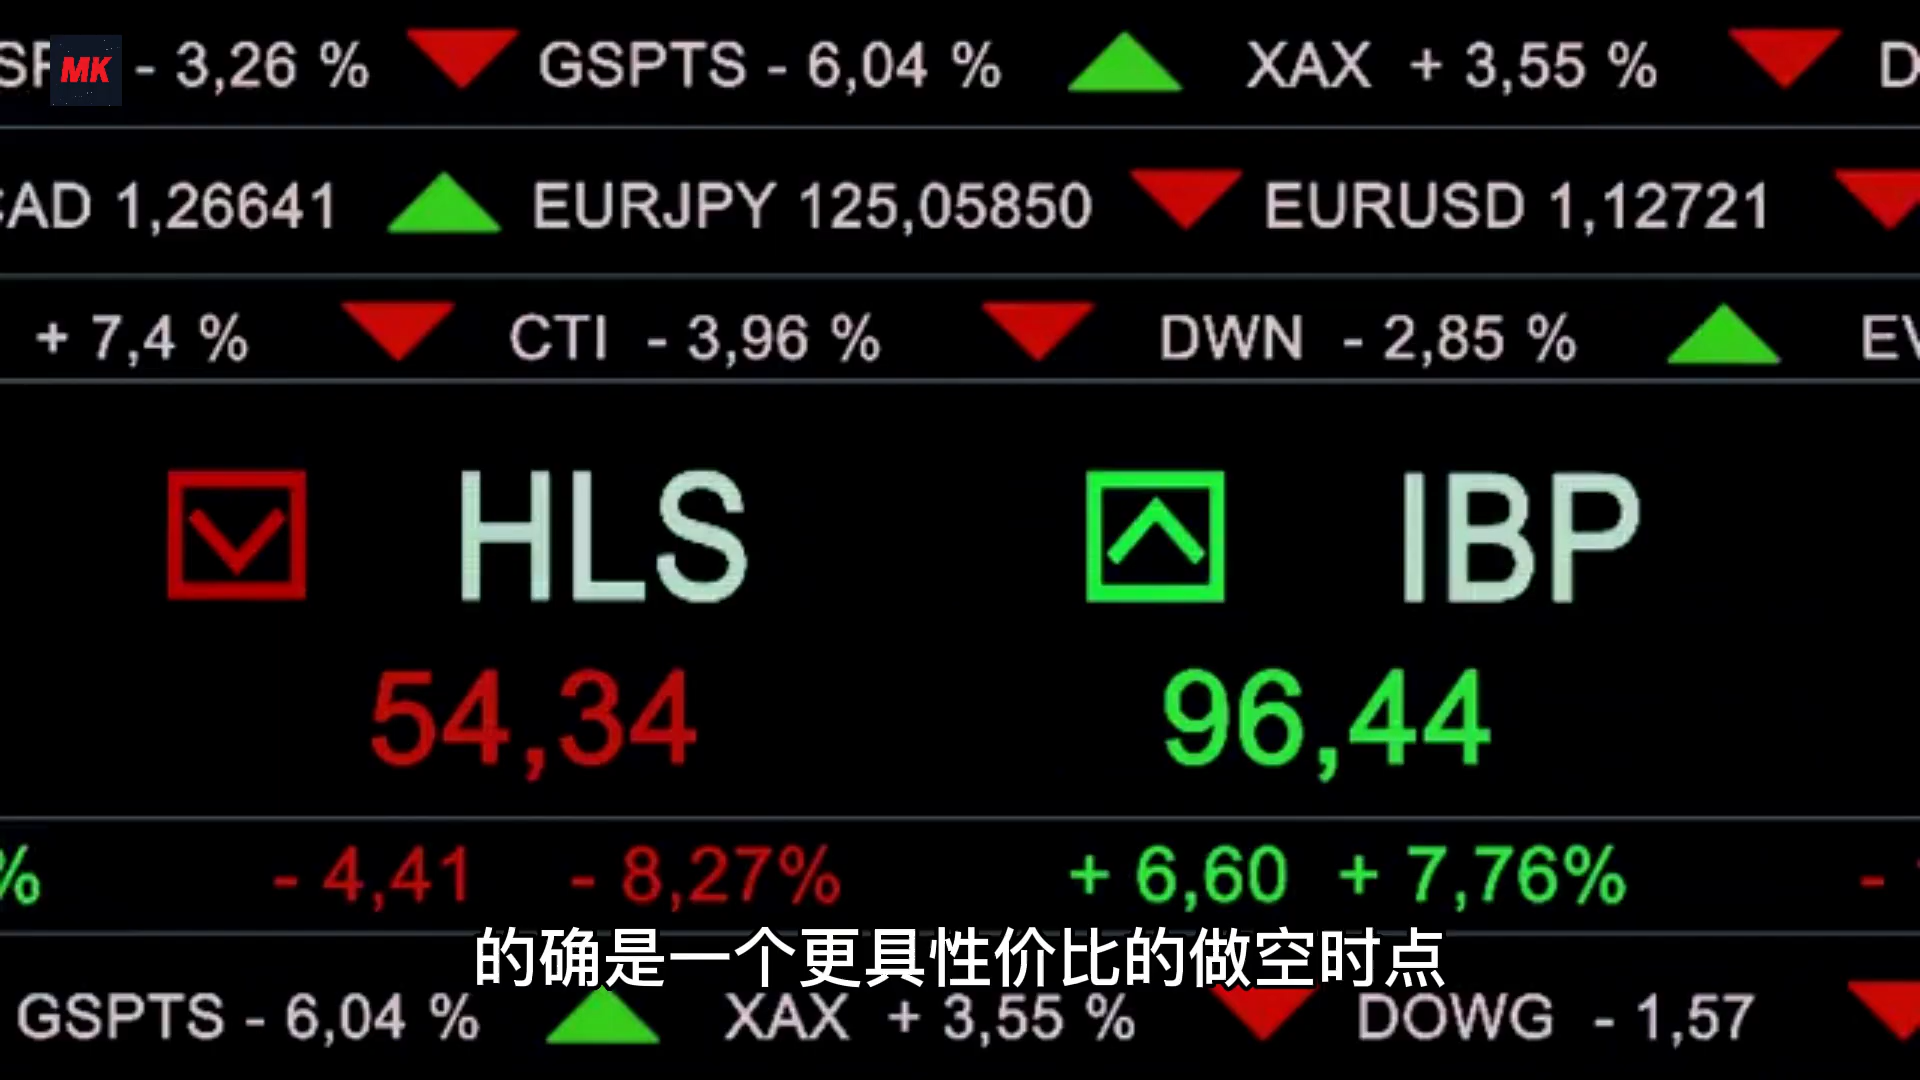 MK - 3,26 % GSPTS - 6,04 % XAX + 3,55 %
1,26641 EURJPY 125,05850 EURUSD 1,12721
+ 7,4 % CTI - 3,96 % DWN - 2,85 %
HLS IBP
54,34 96,44
% - 4,41 - 8,27% + 6,60 + 7,76% -
的确是一个更具性价比的做空时点
GSPTS - 6,04 % XAX + 3,55 % DOWG - 1,57